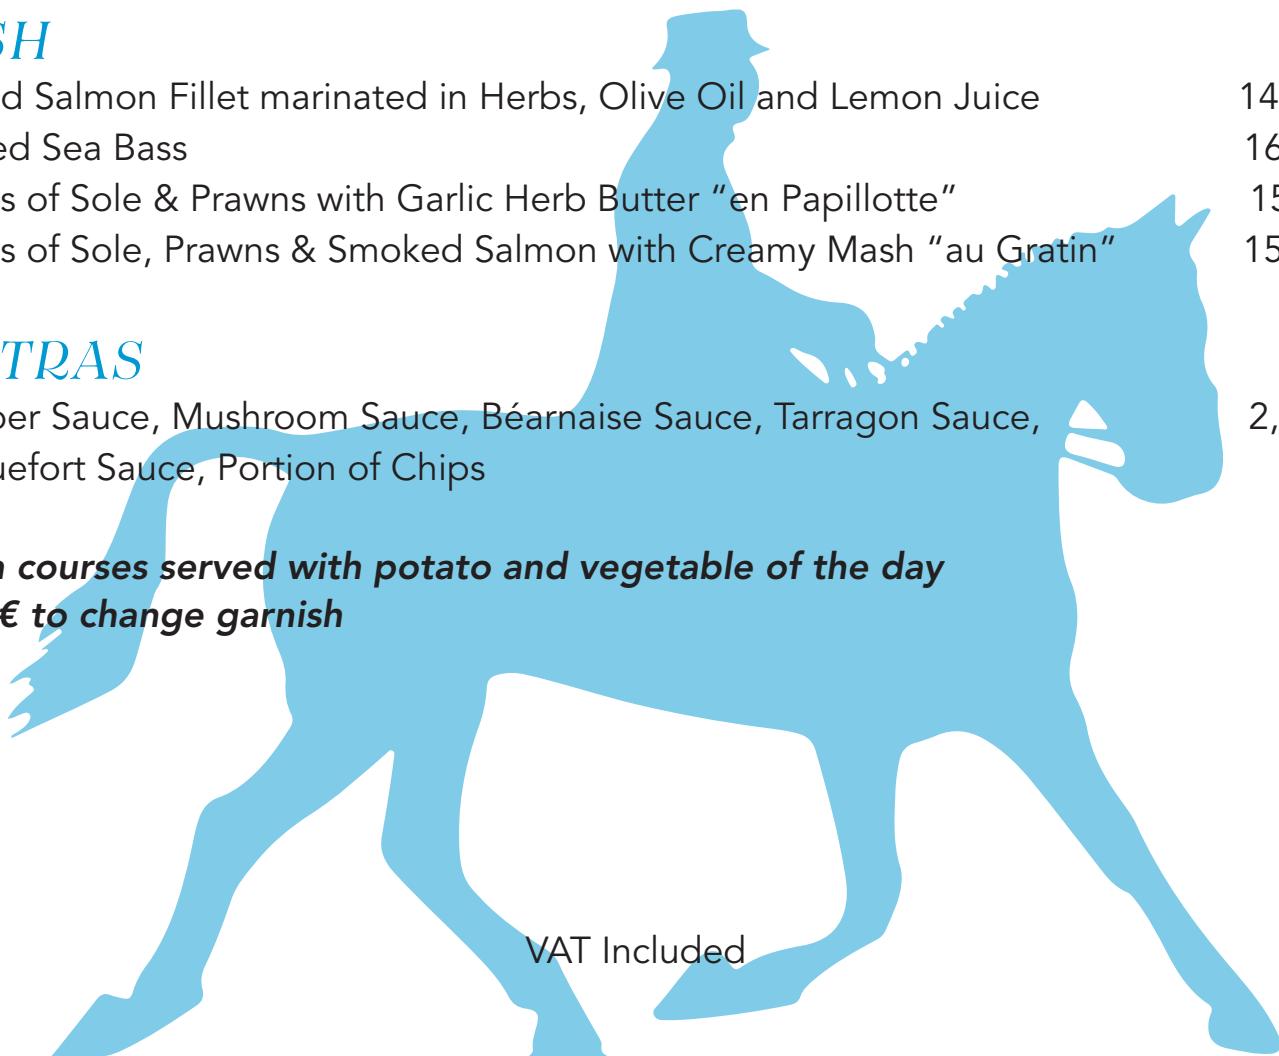 SH
d Salmon Fillet marinated in Herbs, Olive Oil and Lemon Juice 14
ed Sea Bass 16
s of Sole & Prawns with Garlic Herb Butter “en Papillotte” 15
s of Sole, Prawns & Smoked Salmon with Creamy Mash “au Gratin” 15
TRAS
per Sauce, Mushroom Sauce, Béarnaise Sauce, Tarragon Sauce, 2,
uefort Sauce, Portion of Chips
n courses served with potato and vegetable of the day
€ to change garnish
VAT Included